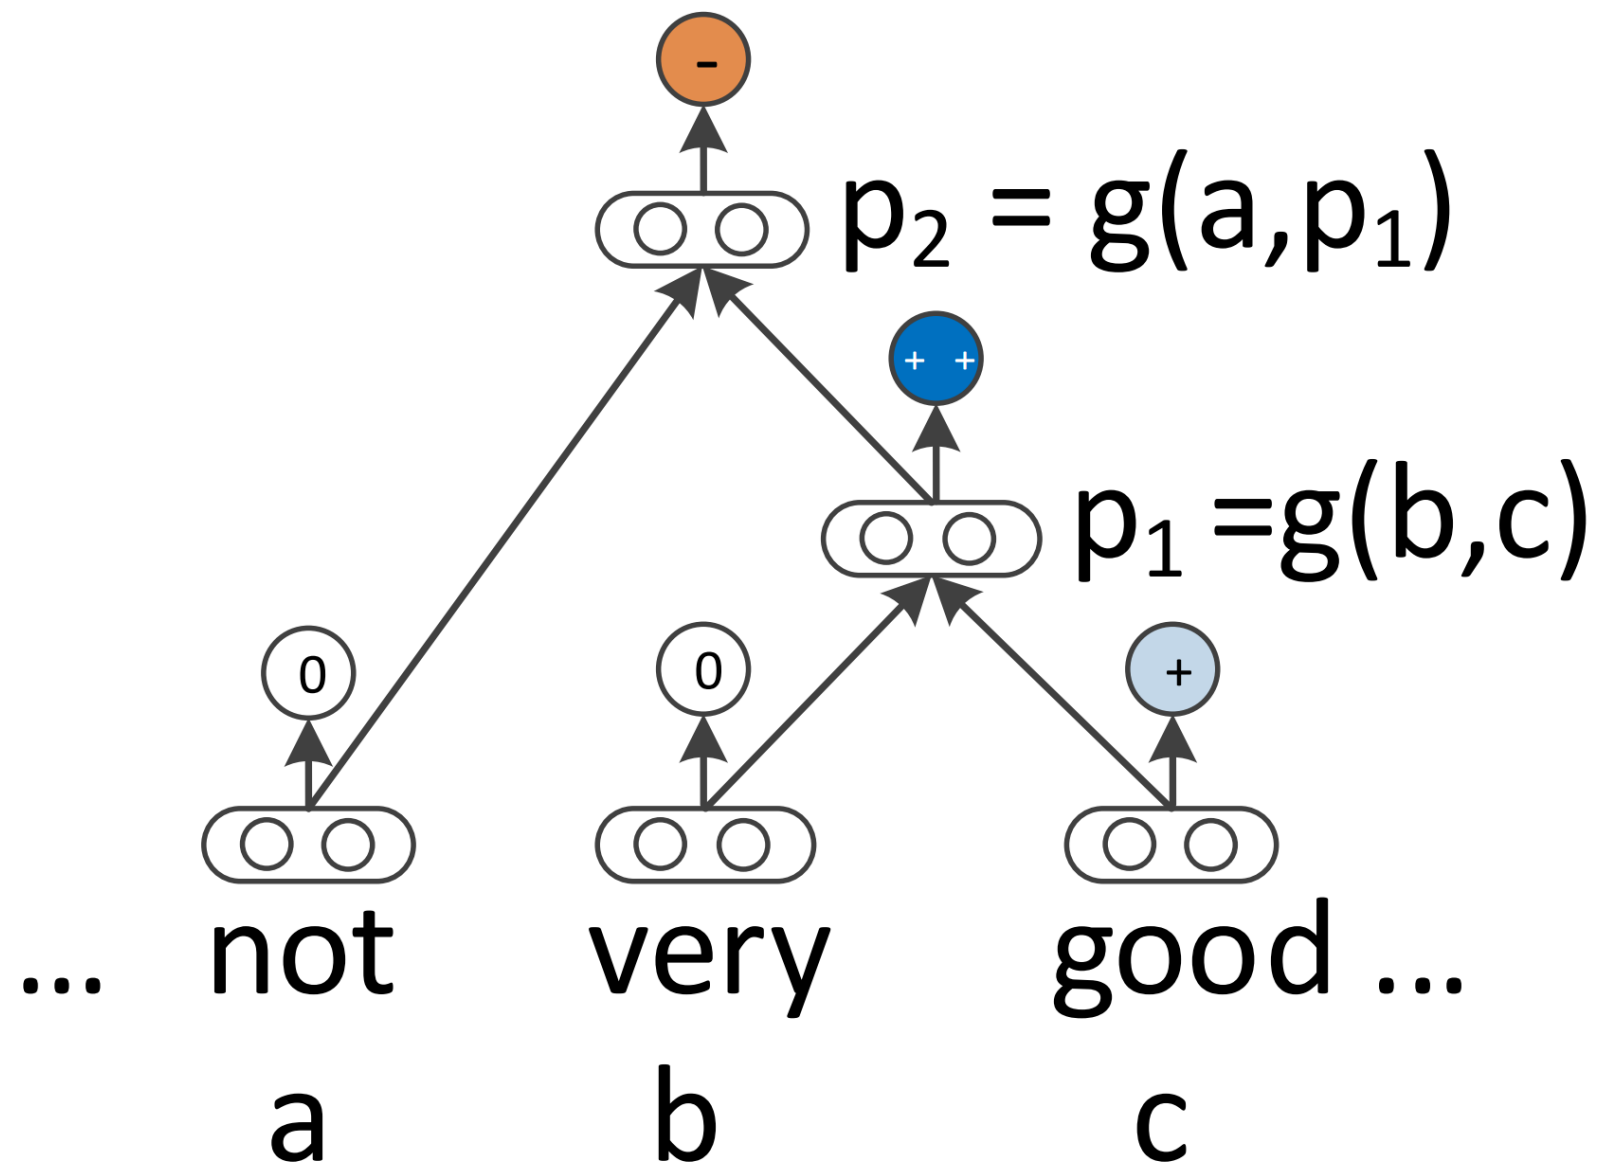 -
p₂ = g(a,p₁)
+ +
p₁ =g(b,c)
0 0 +
... not very good ...
a b c